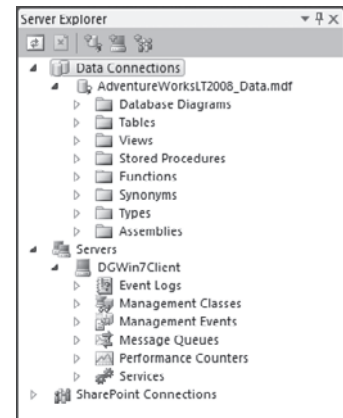 Server Explorer
Data Connections
AdventureWorksLT2008_Data.mdf
Database Diagrams
Tables
Views
Stored Procedures
Functions
Synonyms
Types
Assemblies
Servers
DGWin7Client
Event Logs
Management Classes
Management Events
Message Queues
Performance Counters
Services
SharePoint Connections